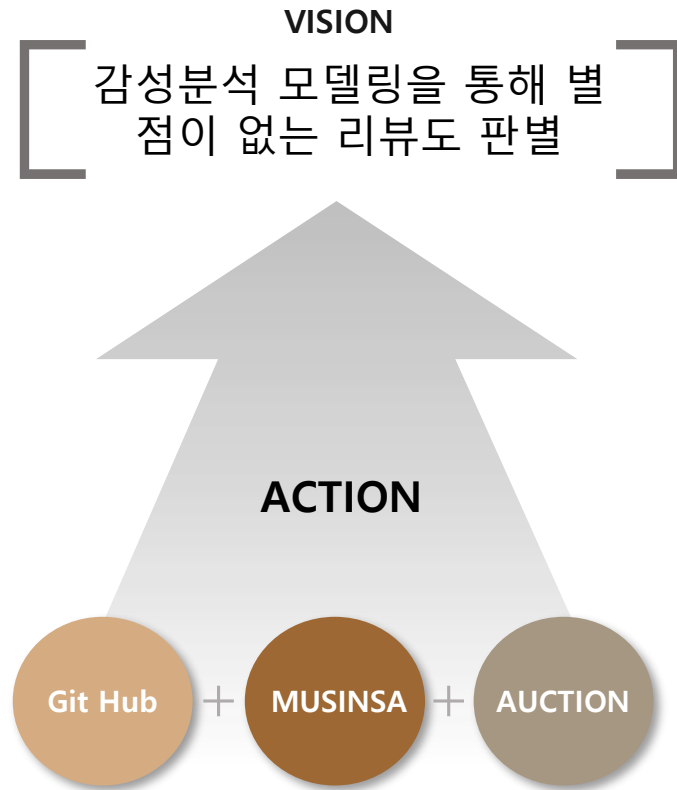 VISION
감성분석 모델링을 통해 별
점이 없는 리뷰도 판별
ACTION
Git Hub + MUSINSA + AUCTION